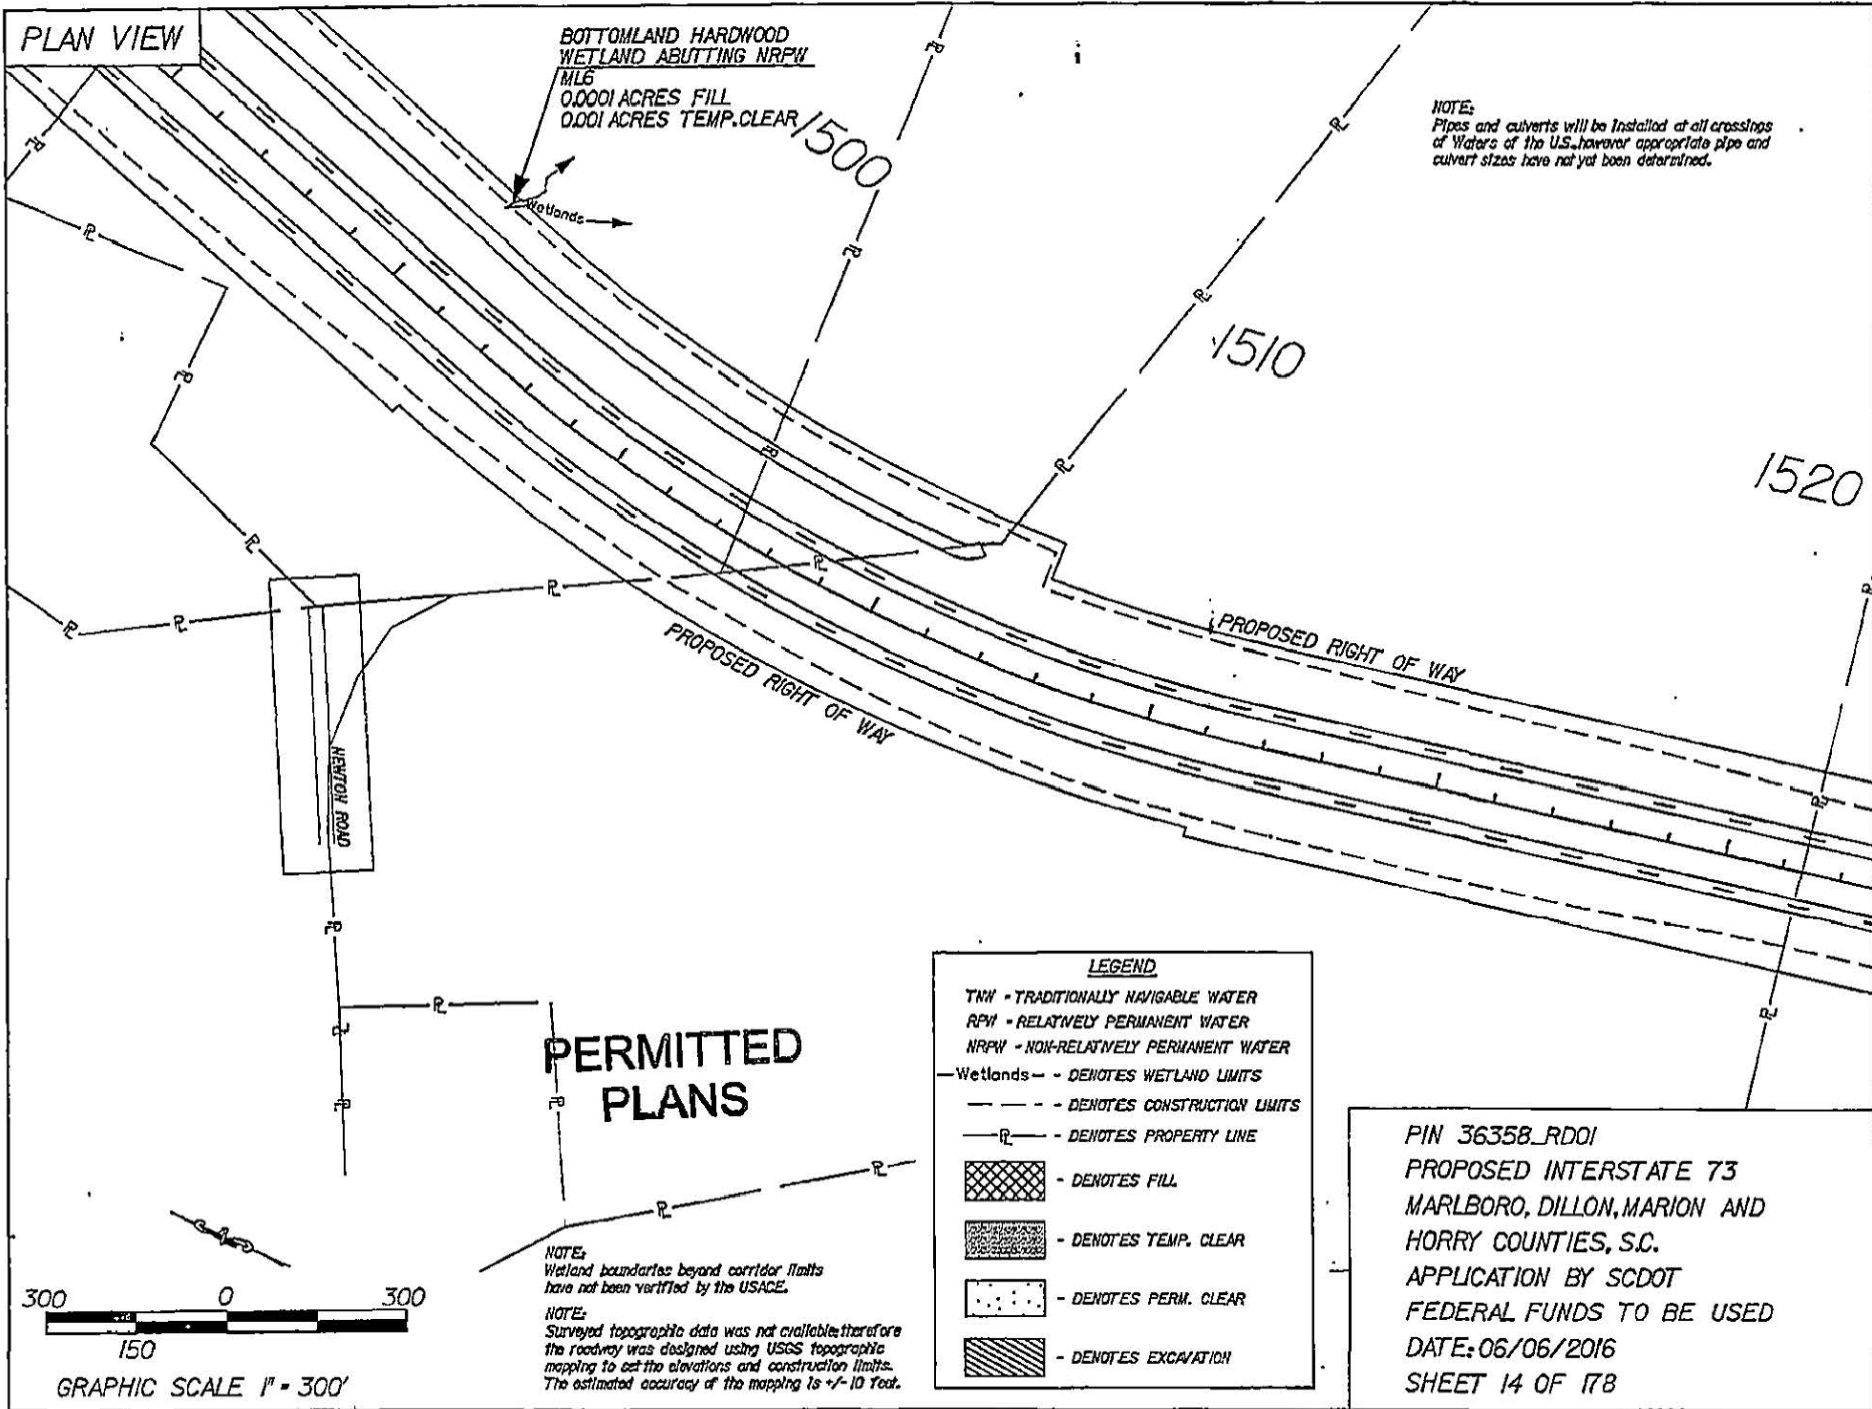 PLAN VIEW
BOTTOMLAND HARDWOOD
WETLAND ABUTTING NRPW
ML6
0.0001 ACRES FILL
0.001 ACRES TEMP. CLEAR
Wetlands
1500
1510
1520
NOTE:
Pipes and culverts will be installed at all crossings
of Waters of the U.S., however appropriate pipe and
culvert sizes have not yet been determined.
PROPOSED RIGHT OF WAY
PROPOSED RIGHT OF WAY
NEWTON ROAD
PERMITTED
PLANS
LEGEND
TNW - TRADITIONALLY NAVIGABLE WATER
RPW - RELATIVELY PERMANENT WATER
NRPW - NON-RELATIVELY PERMANENT WATER
Wetlands - DENOTES WETLAND LIMITS
- DENOTES CONSTRUCTION LIMITS
PL - DENOTES PROPERTY LINE
- DENOTES FILL
- DENOTES TEMP. CLEAR
- DENOTES PERM. CLEAR
- DENOTES EXCAVATION
300 0 300
150
GRAPHIC SCALE 1" = 300'
NOTE:
Wetland boundaries beyond corridor limits
have not been verified by the USACE.
NOTE:
Surveyed topographic data was not available; therefore
the roadway was designed using USGS topographic
mapping to set the elevations and construction limits.
The estimated accuracy of the mapping is +/- 10 feet.
PIN 36358_RD01
PROPOSED INTERSTATE 73
MARLBORO, DILLON, MARION AND
HORRY COUNTIES, S.C.
APPLICATION BY SCDOT
FEDERAL FUNDS TO BE USED
DATE: 06/06/2016
SHEET 14 OF 178